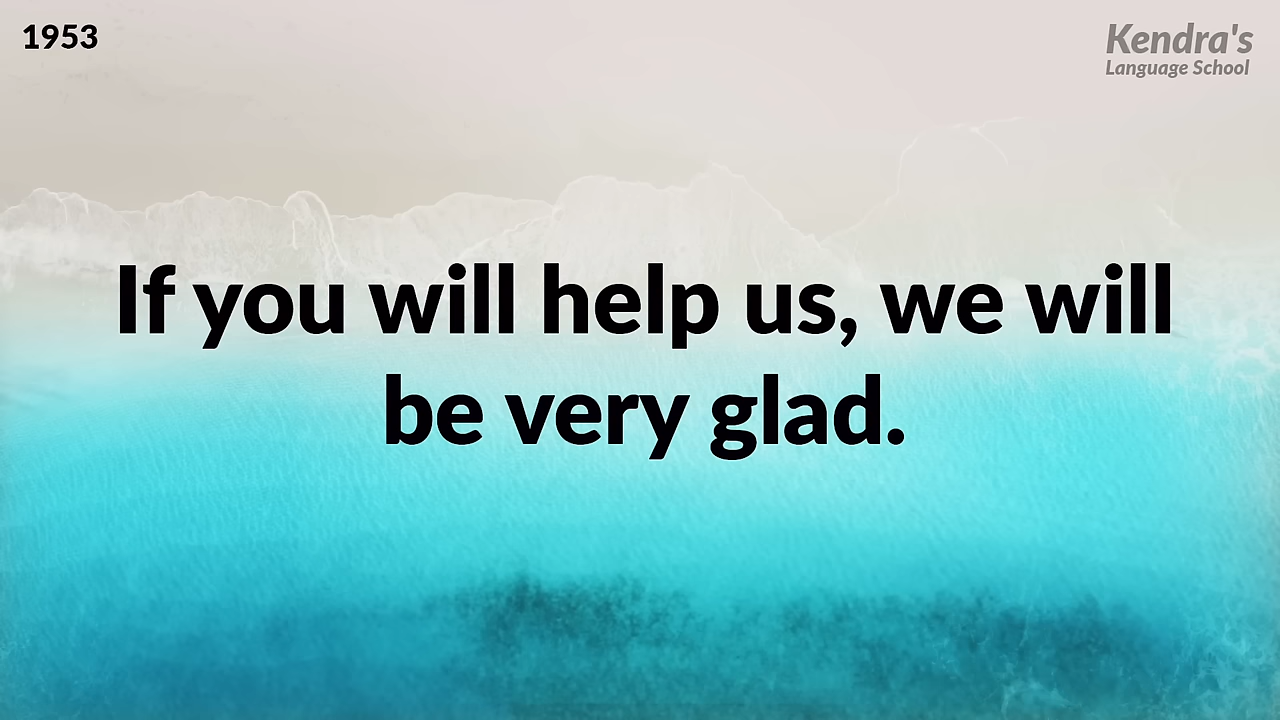 1953
Kendra's
Language School
If you will help us, we will
be very glad.